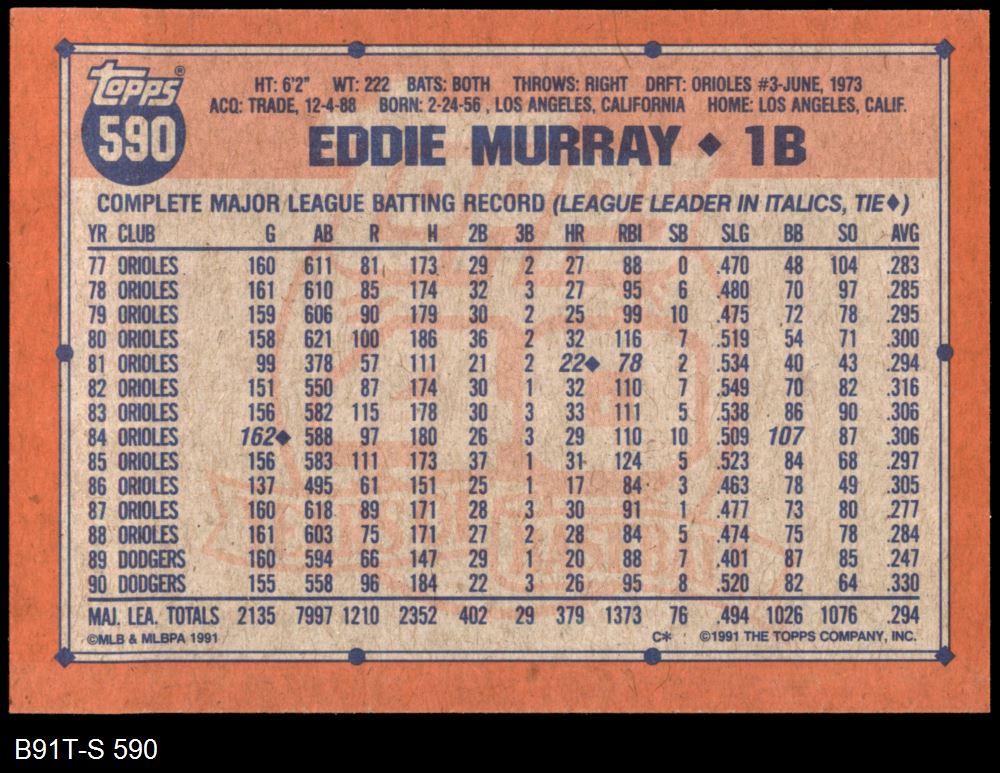 TOPPS®
590
HT: 6'2" WT: 222 BATS: BOTH THROWS: RIGHT DRFT: ORIOLES #3-JUNE, 1973
ACQ: TRADE, 12-4-88 BORN: 2-24-56 , LOS ANGELES, CALIFORNIA HOME: LOS ANGELES, CALIF.
EDDIE MURRAY ◆ 1B
COMPLETE MAJOR LEAGUE BATTING RECORD (LEAGUE LEADER IN ITALICS, TIE◆)
YR CLUB G AB R H 2B 3B HR RBI SB SLG BB SO AVG
77 ORIOLES 160 611 81 173 29 2 27 88 0 .470 48 104 .283
78 ORIOLES 161 610 85 174 32 3 27 95 6 .480 70 97 .285
79 ORIOLES 159 606 90 179 30 2 25 99 10 .475 72 78 .295
80 ORIOLES 158 621 100 186 36 2 32 116 7 .519 54 71 .300
81 ORIOLES 99 378 57 111 21 2 22◆ 78 2 .534 40 43 .294
82 ORIOLES 151 550 87 174 30 1 32 110 7 .549 70 82 .316
83 ORIOLES 156 582 115 178 30 3 33 111 5 .538 86 90 .306
84 ORIOLES 162◆ 588 97 180 26 3 29 110 10 .509 107 87 .306
85 ORIOLES 156 583 111 173 37 1 31 124 5 .523 84 68 .297
86 ORIOLES 137 495 61 151 25 1 17 84 3 .463 78 49 .305
87 ORIOLES 160 618 89 171 28 3 30 91 1 .477 73 80 .277
88 ORIOLES 161 603 75 171 27 2 28 84 5 .474 75 78 .284
89 DODGERS 160 594 66 147 29 1 20 88 7 .401 87 85 .247
90 DODGERS 155 558 96 184 22 3 26 95 8 .520 82 64 .330
MAJ. LEA. TOTALS 2135 7997 1210 2352 402 29 379 1373 76 .494 1026 1076 .294
©MLB & MLBPA 1991 C* ©1991 THE TOPPS COMPANY, INC.
B91T-S 590